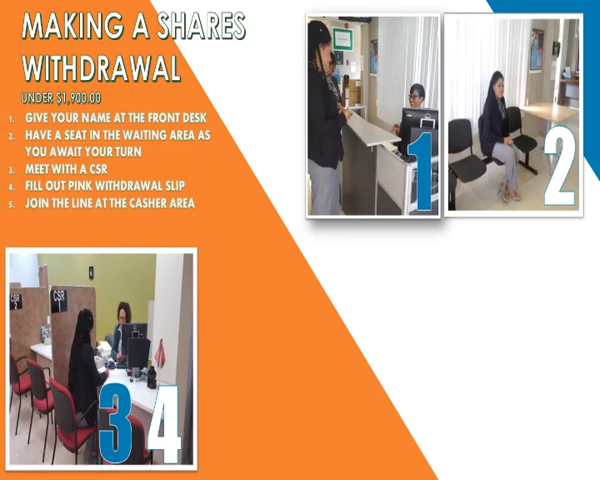 MAKING A SHARES
WITHDRAWAL
UNDER $1,900.00
1. GIVE YOUR NAME AT THE FRONT DESK
2. HAVE A SEAT IN THE WAITING AREA AS
YOU AWAIT YOUR TURN
3. MEET WITH A CSR
4. FILL OUT PINK WITHDRAWAL SLIP
5. JOIN THE LINE AT THE CASHER AREA
1
2
CSR
2
CSR
1
3 4